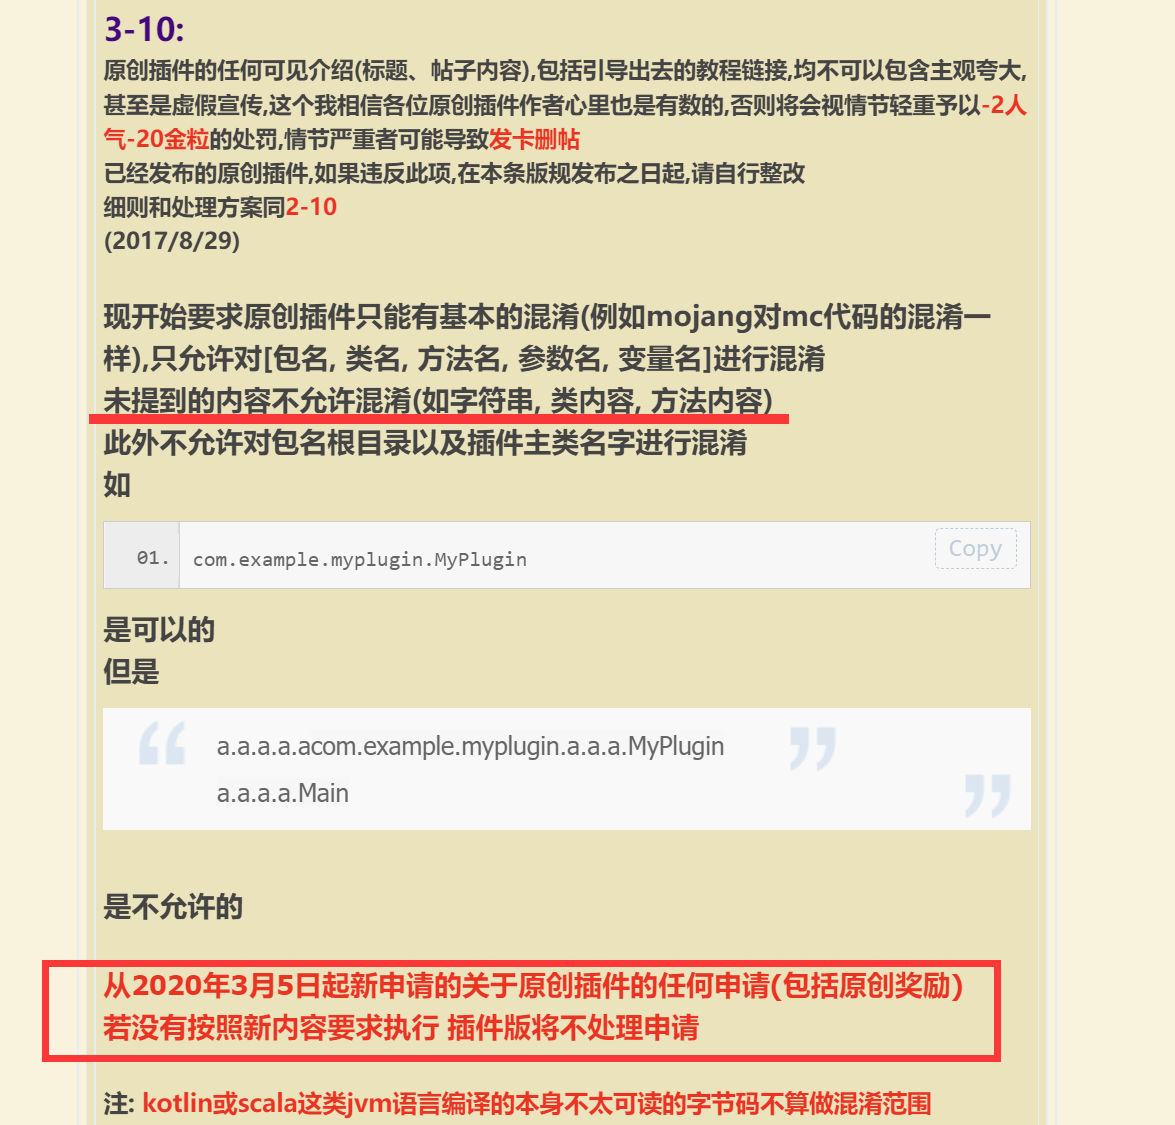 3-10:
原创插件的任何可见介绍(标题、帖子内容),包括引导出去的教程链接,均不可以包含主观夸大,
甚至是虚假宣传,这个我相信各位原创插件作者心里也是有数的,否则将会视情节轻重予以-2人
气-20金粒的处罚,情节严重者可能导致发卡删帖
已经发布的原创插件,如果违反此项,在本条版规发布之日起,请自行整改
细则和处理方案同2-10
(2017/8/29)
现开始要求原创插件只能有基本的混淆(例如mojang对mc代码的混淆一
样),只允许对[包名, 类名, 方法名, 参数名, 变量名]进行混淆
未提到的内容不允许混淆(如字符串, 类内容, 方法内容)
此外不允许对包名根目录以及插件主类名字进行混淆
如
01. com.example.myplugin.MyPlugin
Copy
是可以的
但是
a.a.a.a.acom.example.myplugin.a.a.a.MyPlugin
a.a.a.a.Main
是不允许的
从2020年3月5日起新申请的关于原创插件的任何申请(包括原创奖励)
若没有按照新内容要求执行 插件版将不处理申请
注: kotlin或scala这类jvm语言编译的本身不太可读的字节码不算做混淆范围